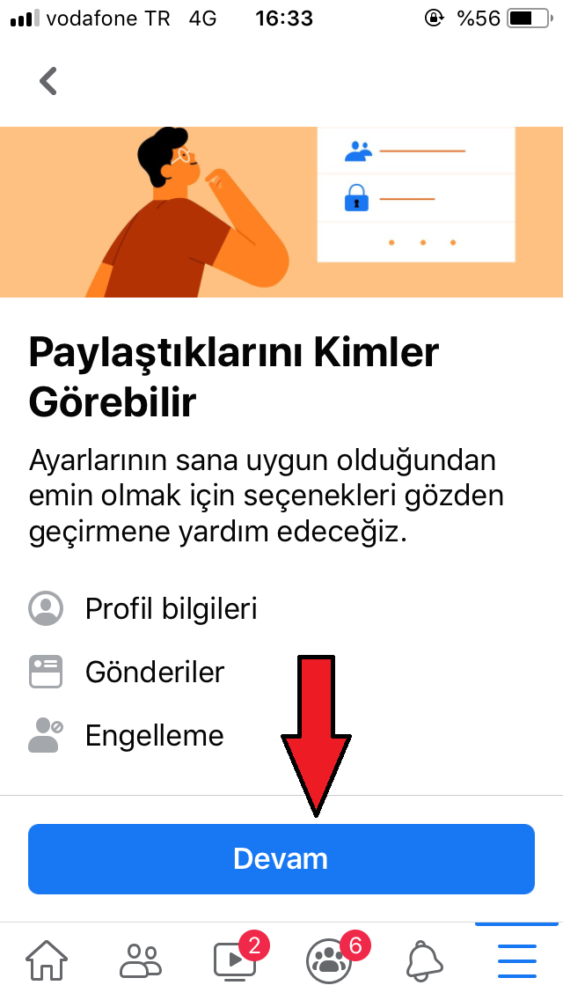 vodafone TR 4G 16:33 %56
Paylaştıklarını Kimler
Görebilir
Ayarlarının sana uygun olduğundan
emin olmak için seçenekleri gözden
geçirmene yardım edeceğiz.
Profil bilgileri
Gönderiler
Engelleme
Devam
2 6